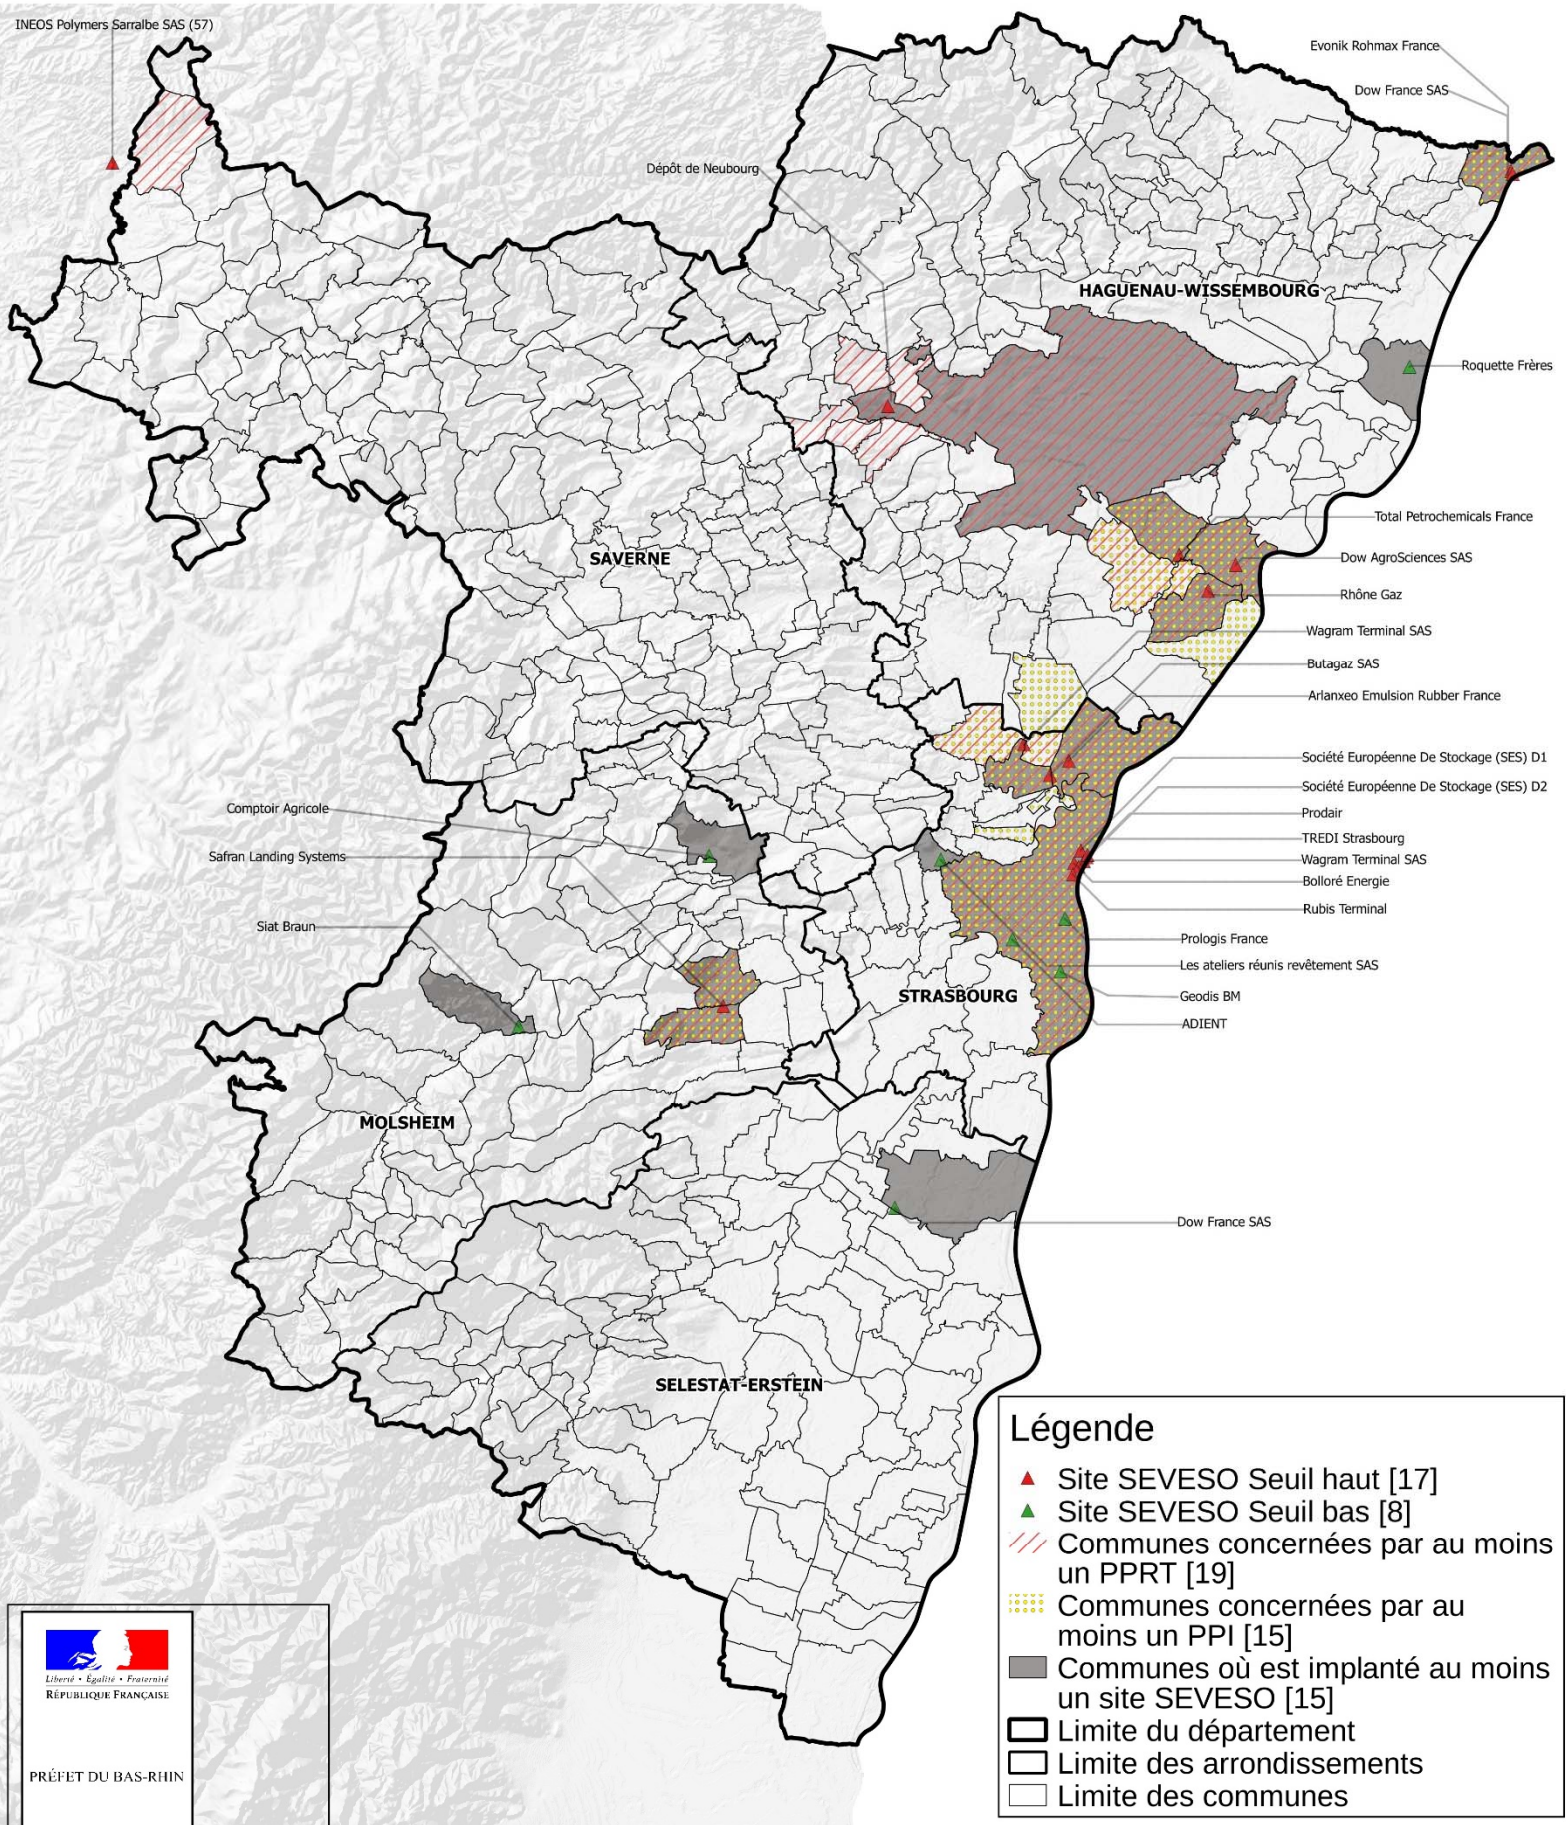 INEOS Polymers Sarralbe SAS (57)
Evonik Rohmax France
Dow France SAS
Dépôt de Neubourg
HAGUENAU-WISSEMBOURG
Roquette Frères
Total Petrochemicals France
SAVERNE
Dow AgroSciences SAS
Rhône Gaz
Wagram Terminal SAS
Butagaz SAS
Arlanxeo Emulsion Rubber France
Société Européenne De Stockage (SES) D1
Société Européenne De Stockage (SES) D2
Comptoir Agricole
Prodair
TREDI Strasbourg
Safran Landing Systems
Wagram Terminal SAS
Bolloré Energie
Rubis Terminal
Siat Braun
Prologis France
Les ateliers réunis revêtement SAS
STRASBOURG
Geodis BM
ADIENT
MOLSHEIM
Dow France SAS
SELESTAT-ERSTEIN
Légende
Site SEVESO Seuil haut [17]
Site SEVESO Seuil bas [8]
Communes concernées par au moins
un PPRT [19]
Communes concernées par au
moins un PPI [15]
Communes où est implanté au moins
un site SEVESO [15]
Limite du département
Limite des arrondissements
Limite des communes
Liberté • Égalité • Fraternité
RÉPUBLIQUE FRANÇAISE
PRÉFET DU BAS-RHIN